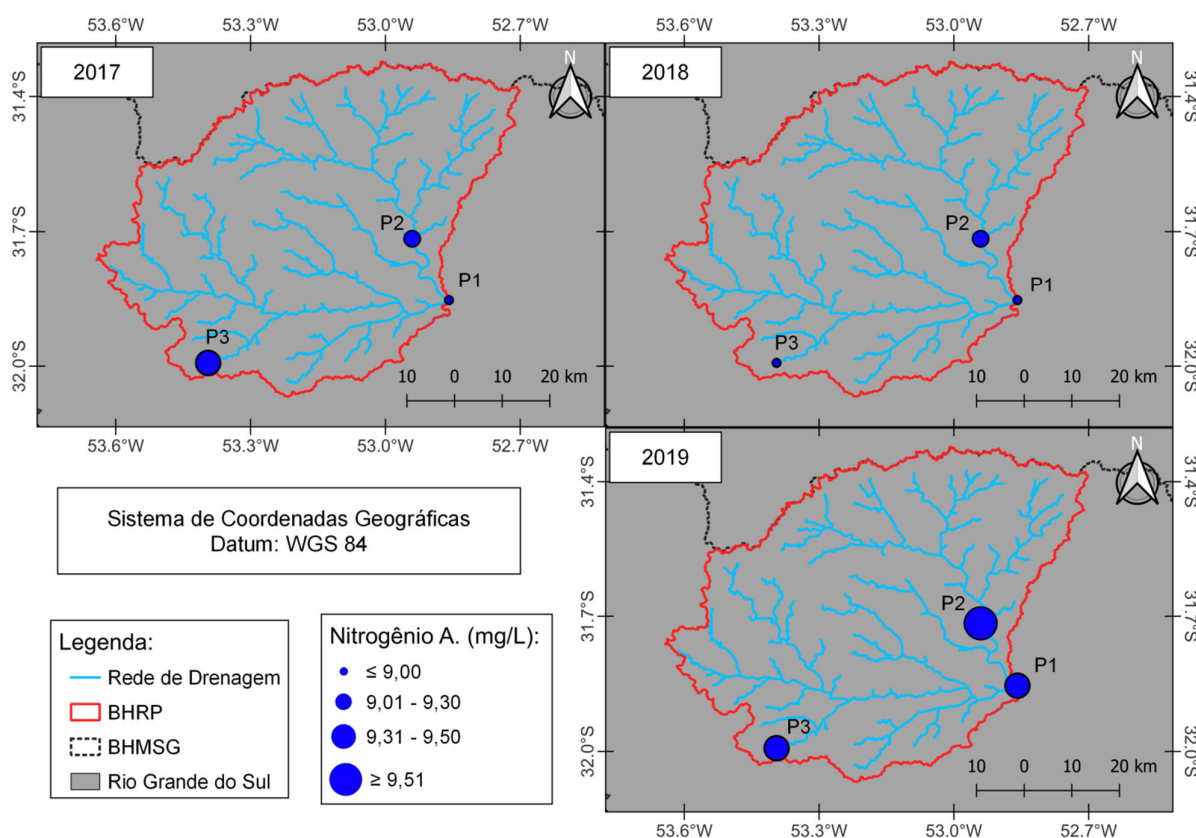 53.6°W 53.3°W 53.0°W 52.7°W
53.6°W 53.3°W 53.0°W 52.7°W
2017
N
31.4°S
31.7°S
32.0°S
P2
P1
P3
10 0 10 20 km
53.6°W 53.3°W 53.0°W 52.7°W
2018
N
31.4°S
31.7°S
32.0°S
P2
P1
P3
10 0 10 20 km
2019
N
31.4°S
31.4°S
31.7°S
31.7°S
32.0°S
32.0°S
P2
P1
P3
10 0 10 20 km
53.6°W 53.3°W 53.0°W 52.7°W
Sistema de Coordenadas Geográficas
Datum: WGS 84
Legenda:
Rede de Drenagem
BHRP
BHMSG
Rio Grande do Sul
Nitrogênio A. (mg/L):
≤ 9,00
9,01 - 9,30
9,31 - 9,50
≥ 9,51